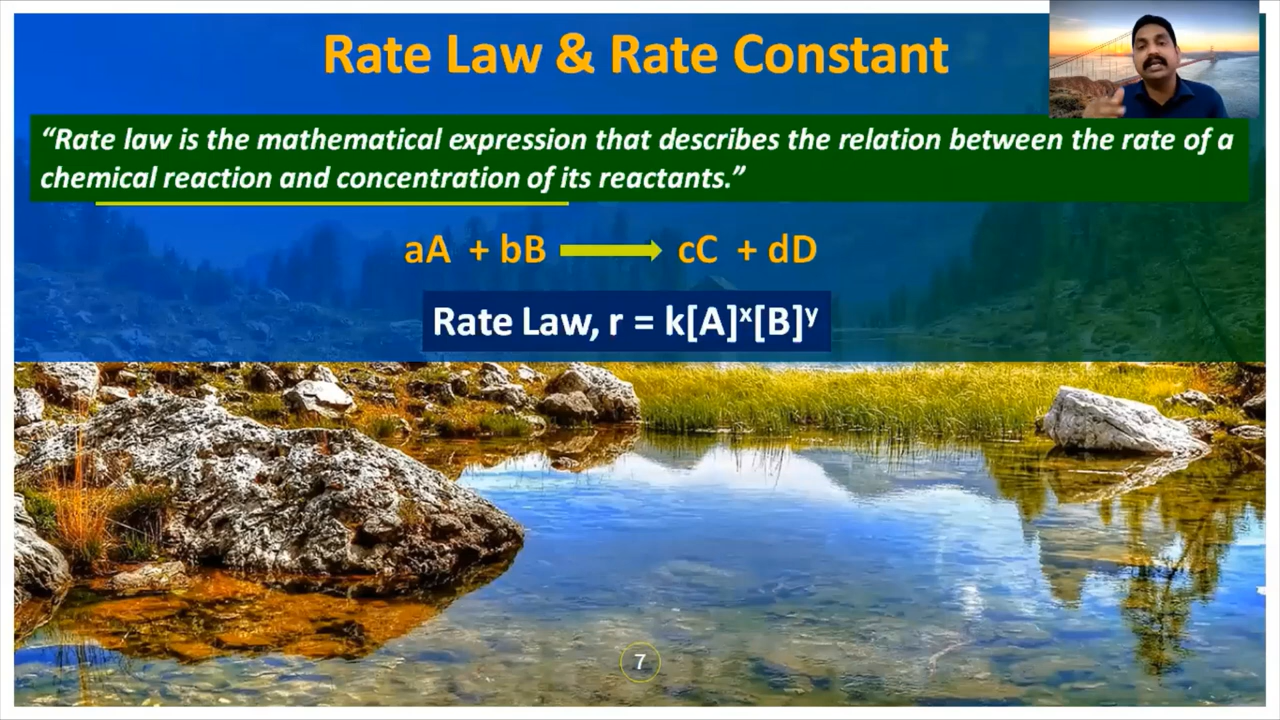 Rate Law & Rate Constant
“Rate law is the mathematical expression that describes the relation between the rate of a
chemical reaction and concentration of its reactants.”
aA + bB ⟶ cC + dD
Rate Law, r = k[A]ˣ[B]ʸ
7